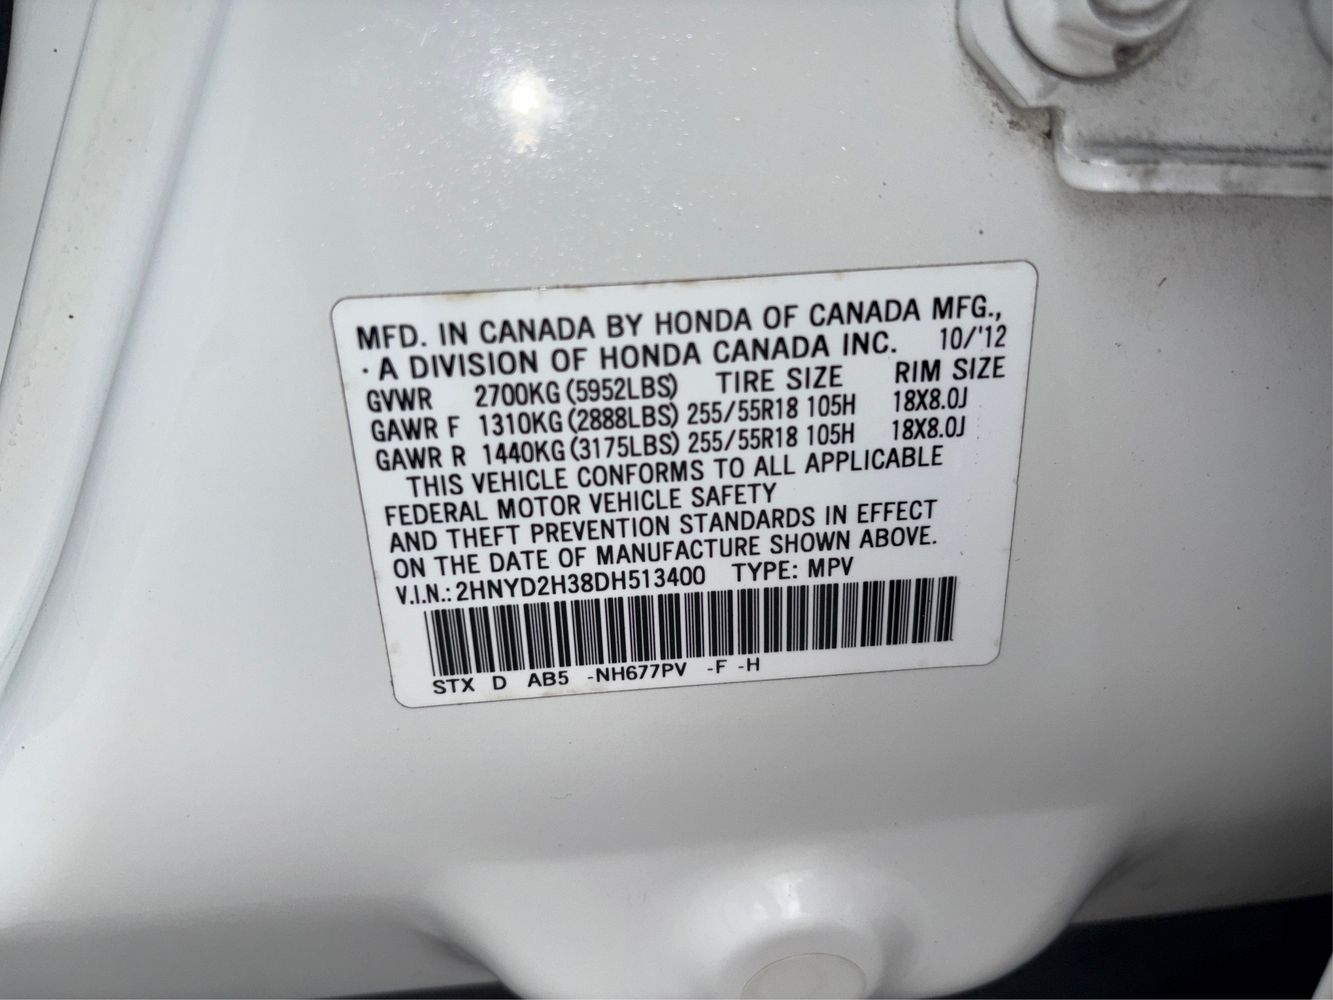 MFD. IN CANADA BY HONDA OF CANADA MFG.,
· A DIVISION OF HONDA CANADA INC. 10/'12
GVWR 2700KG (5952LBS) TIRE SIZE RIM SIZE
GAWR F 1310KG (2888LBS) 255/55R18 105H 18X8.0J
GAWR R 1440KG (3175LBS) 255/55R18 105H 18X8.0J
THIS VEHICLE CONFORMS TO ALL APPLICABLE
FEDERAL MOTOR VEHICLE SAFETY
AND THEFT PREVENTION STANDARDS IN EFFECT
ON THE DATE OF MANUFACTURE SHOWN ABOVE.
V.I.N.: 2HNYD2H38DH513400 TYPE: MPV
STX D AB5 -NH677PV -F -H